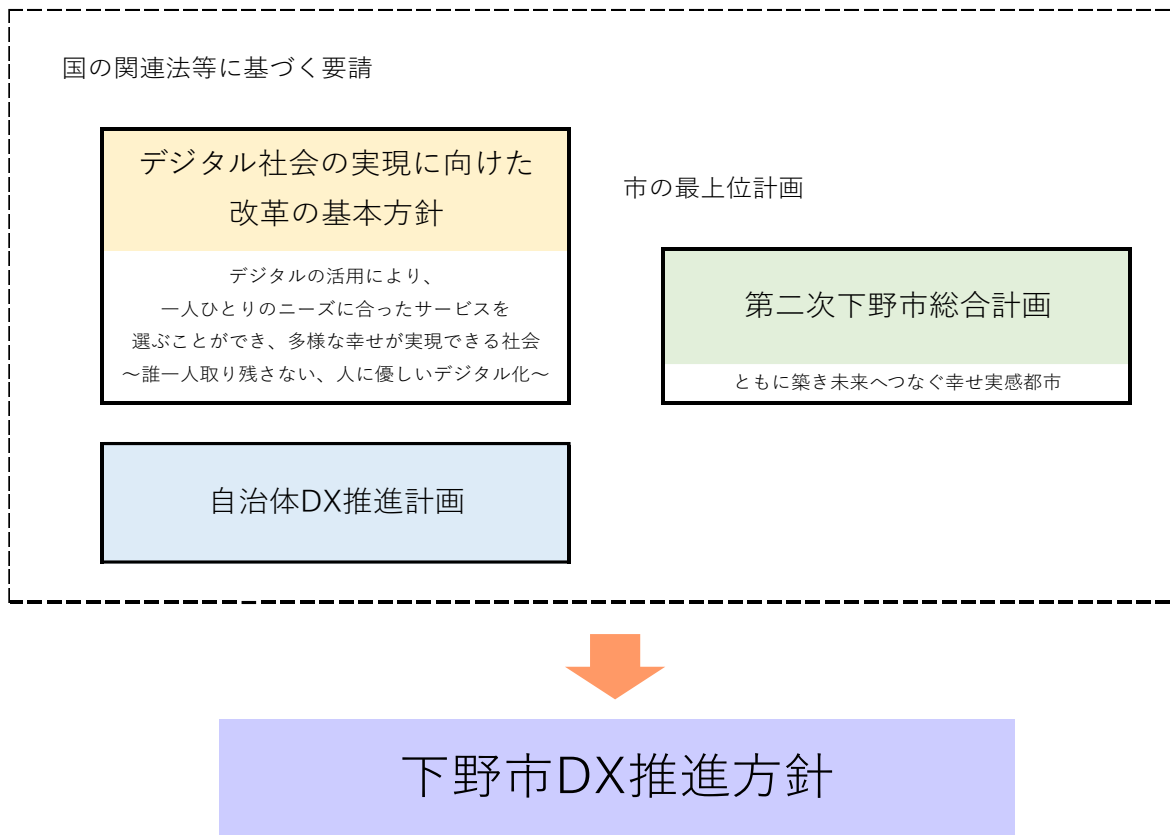 国の関連法等に基づく要請
デジタル社会の実現に向けた
改革の基本方針
デジタルの活用により、
一人ひとりのニーズに合ったサービスを
選ぶことができ、多様な幸せが実現できる社会
～誰一人取り残さない、人に優しいデジタル化～
自治体DX推進計画
市の最上位計画
第二次下野市総合計画
ともに築き未来へつなぐ幸せ実感都市
下野市DX推進方針